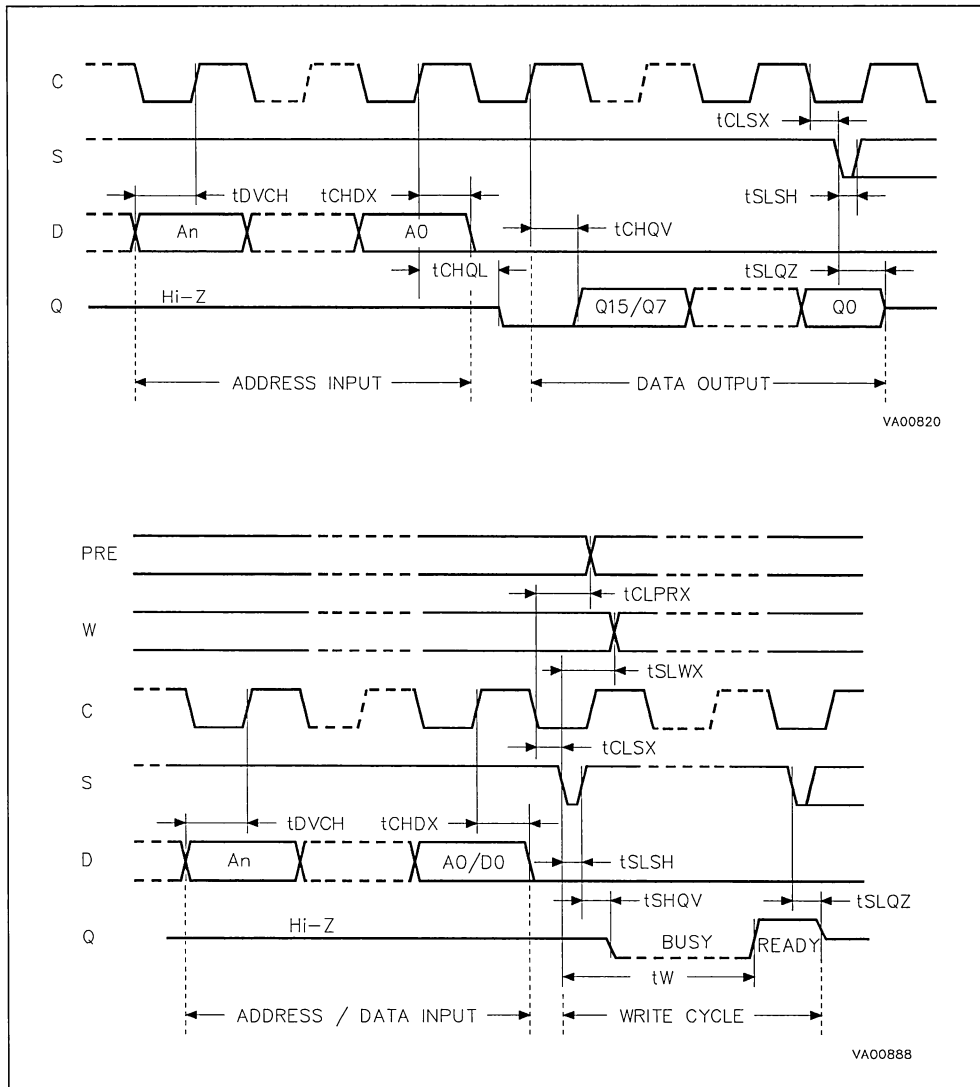 C
tCLSX
S
tDVCH tCHDX tSLSH
D An A0 tCHQV
tCHQL tSLQZ
Q Hi-Z Q15/Q7 Q0
ADDRESS INPUT DATA OUTPUT
VA00820
PRE
tCLPRX
W
tSLWX
C
tCLSX
S
tDVCH tCHDX
D An A0/D0 tSLSH
tSHQV tSLQZ
Q Hi-Z BUSY READY
tW
ADDRESS / DATA INPUT WRITE CYCLE
VA00888